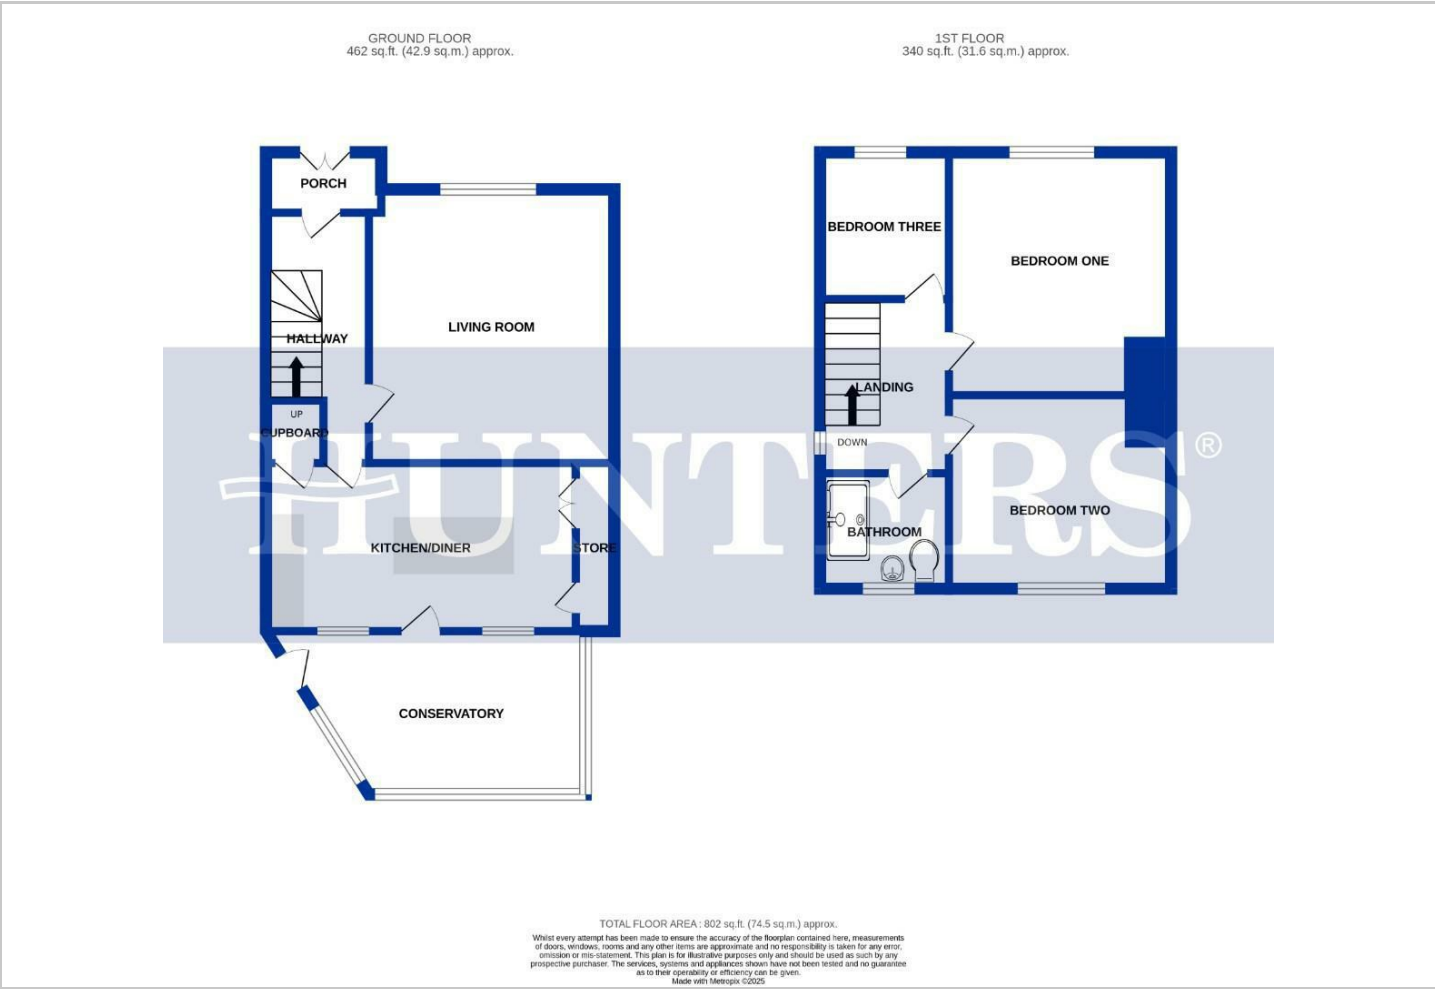 GROUND FLOOR
462 sq.ft. (42.9 sq.m.) approx.
1ST FLOOR
340 sq.ft. (31.6 sq.m.) approx.
PORCH
LIVING ROOM
HALLWAY
UP
CUPBOARD
KITCHEN/DINER
STORE
CONSERVATORY
BEDROOM THREE
BEDROOM ONE
LANDING
DOWN
BATHROOM
BEDROOM TWO
HUNTERS®
TOTAL FLOOR AREA : 802 sq.ft. (74.5 sq.m.) approx.
Whilst every attempt has been made to ensure the accuracy of the floorplan contained here, measurements
of doors, windows, rooms and any other items are approximate and no responsibility is taken for any error,
omission or mis-statement. This plan is for illustrative purposes only and should be used as such by any
prospective purchaser. The services, systems and appliances shown have not been tested and no guarantee
as to their operability or efficiency can be given.
Made with Metropix ©2025